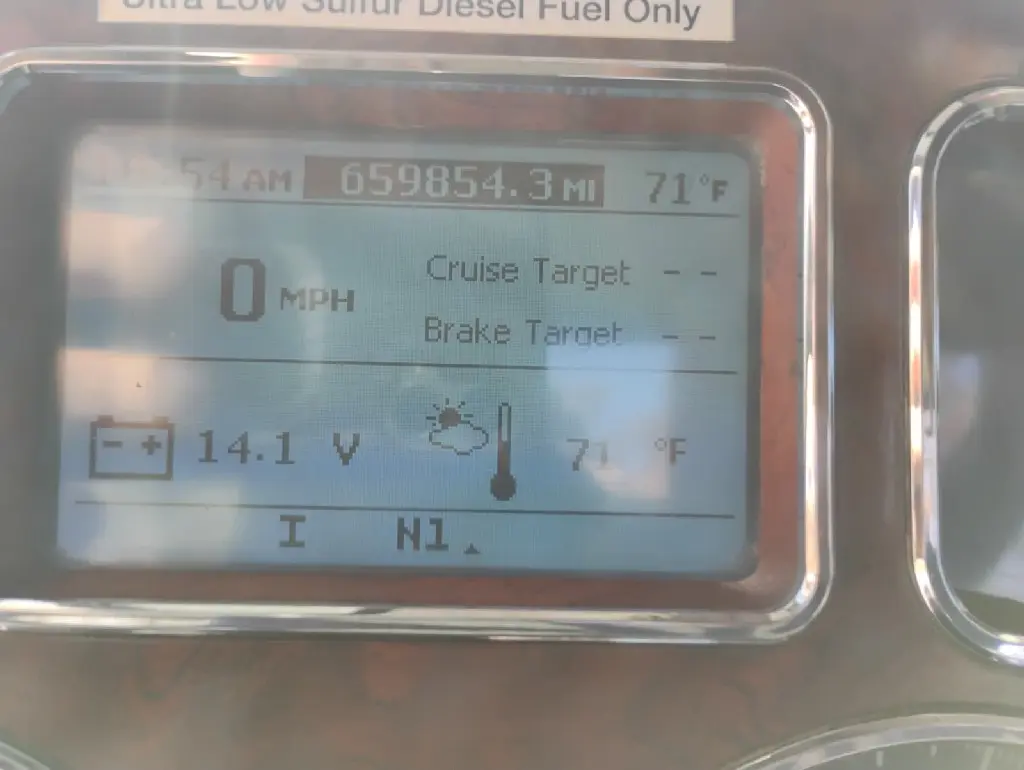 Ultra Low Sulfur Diesel Fuel Only
54 AM 659854.3 MI 71°F
0 MPH
Cruise Target - -
Brake Target - -
- + 14.1 V 71 °F
I N1